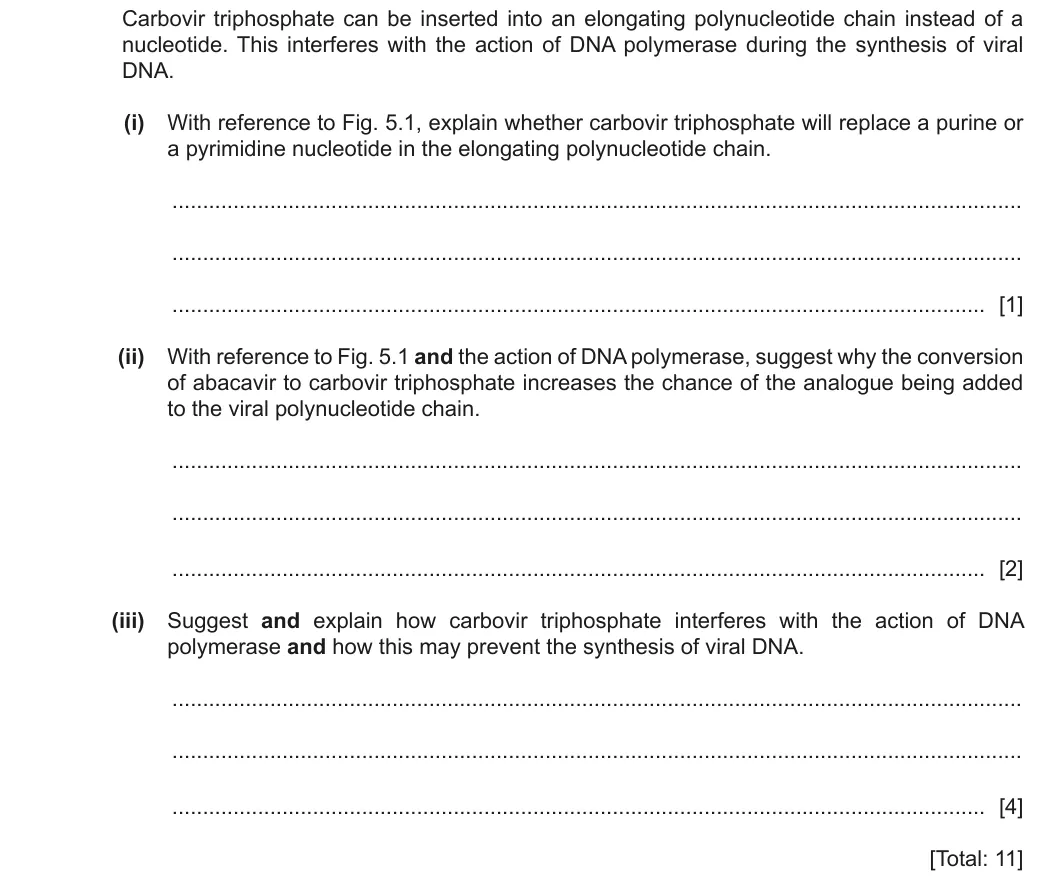 Carbovir triphosphate can be inserted into an elongating polynucleotide chain instead of a
nucleotide. This interferes with the action of DNA polymerase during the synthesis of viral
DNA.
(i) With reference to Fig. 5.1, explain whether carbovir triphosphate will replace a purine or
a pyrimidine nucleotide in the elongating polynucleotide chain.
...................................................................................................................................
...................................................................................................................................
.............................................................................................................................. [1]
(ii) With reference to Fig. 5.1 and the action of DNA polymerase, suggest why the conversion
of abacavir to carbovir triphosphate increases the chance of the analogue being added
to the viral polynucleotide chain.
...................................................................................................................................
...................................................................................................................................
.............................................................................................................................. [2]
(iii) Suggest and explain how carbovir triphosphate interferes with the action of DNA
polymerase and how this may prevent the synthesis of viral DNA.
...................................................................................................................................
...................................................................................................................................
.............................................................................................................................. [4]
[Total: 11]